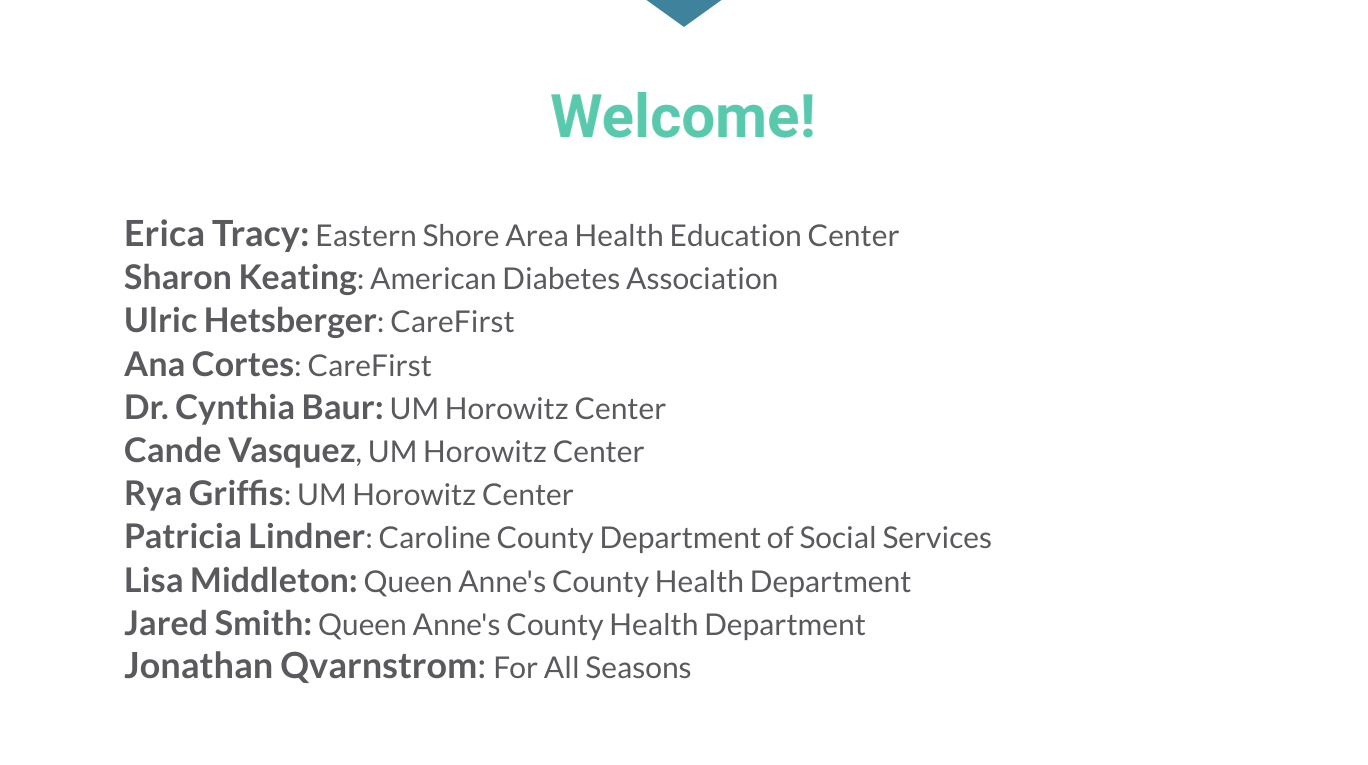 Welcome!
Erica Tracy: Eastern Shore Area Health Education Center
Sharon Keating: American Diabetes Association
Ulric Hetsberger: CareFirst
Ana Cortes: CareFirst
Dr. Cynthia Baur: UM Horowitz Center
Cande Vasquez, UM Horowitz Center
Rya Griffis: UM Horowitz Center
Patricia Lindner: Caroline County Department of Social Services
Lisa Middleton: Queen Anne's County Health Department
Jared Smith: Queen Anne's County Health Department
Jonathan Qvarnstrom: For All Seasons